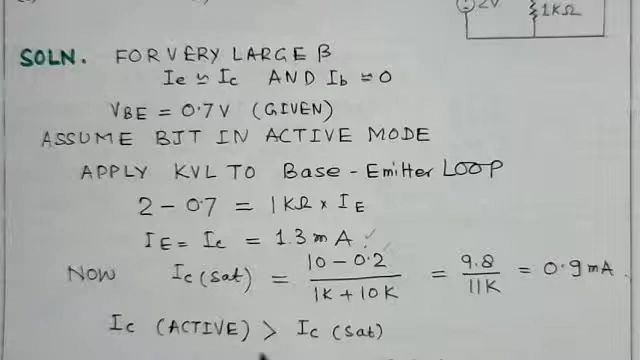 2V
1KΩ
SOLN. FOR VERY LARGE β
Ie ≃ Ic AND Ib ≃ 0
VBE = 0.7V (GIVEN)
ASSUME BJT IN ACTIVE MODE
APPLY KVL TO Base-Emitter LOOP
2 - 0.7 = 1KΩ × IE
IE = Ic = 1.3 mA
Now Ic (sat) = 10 - 0.2 / 1K + 10K = 9.8 / 11K = 0.9mA
Ic (ACTIVE) > Ic (sat)